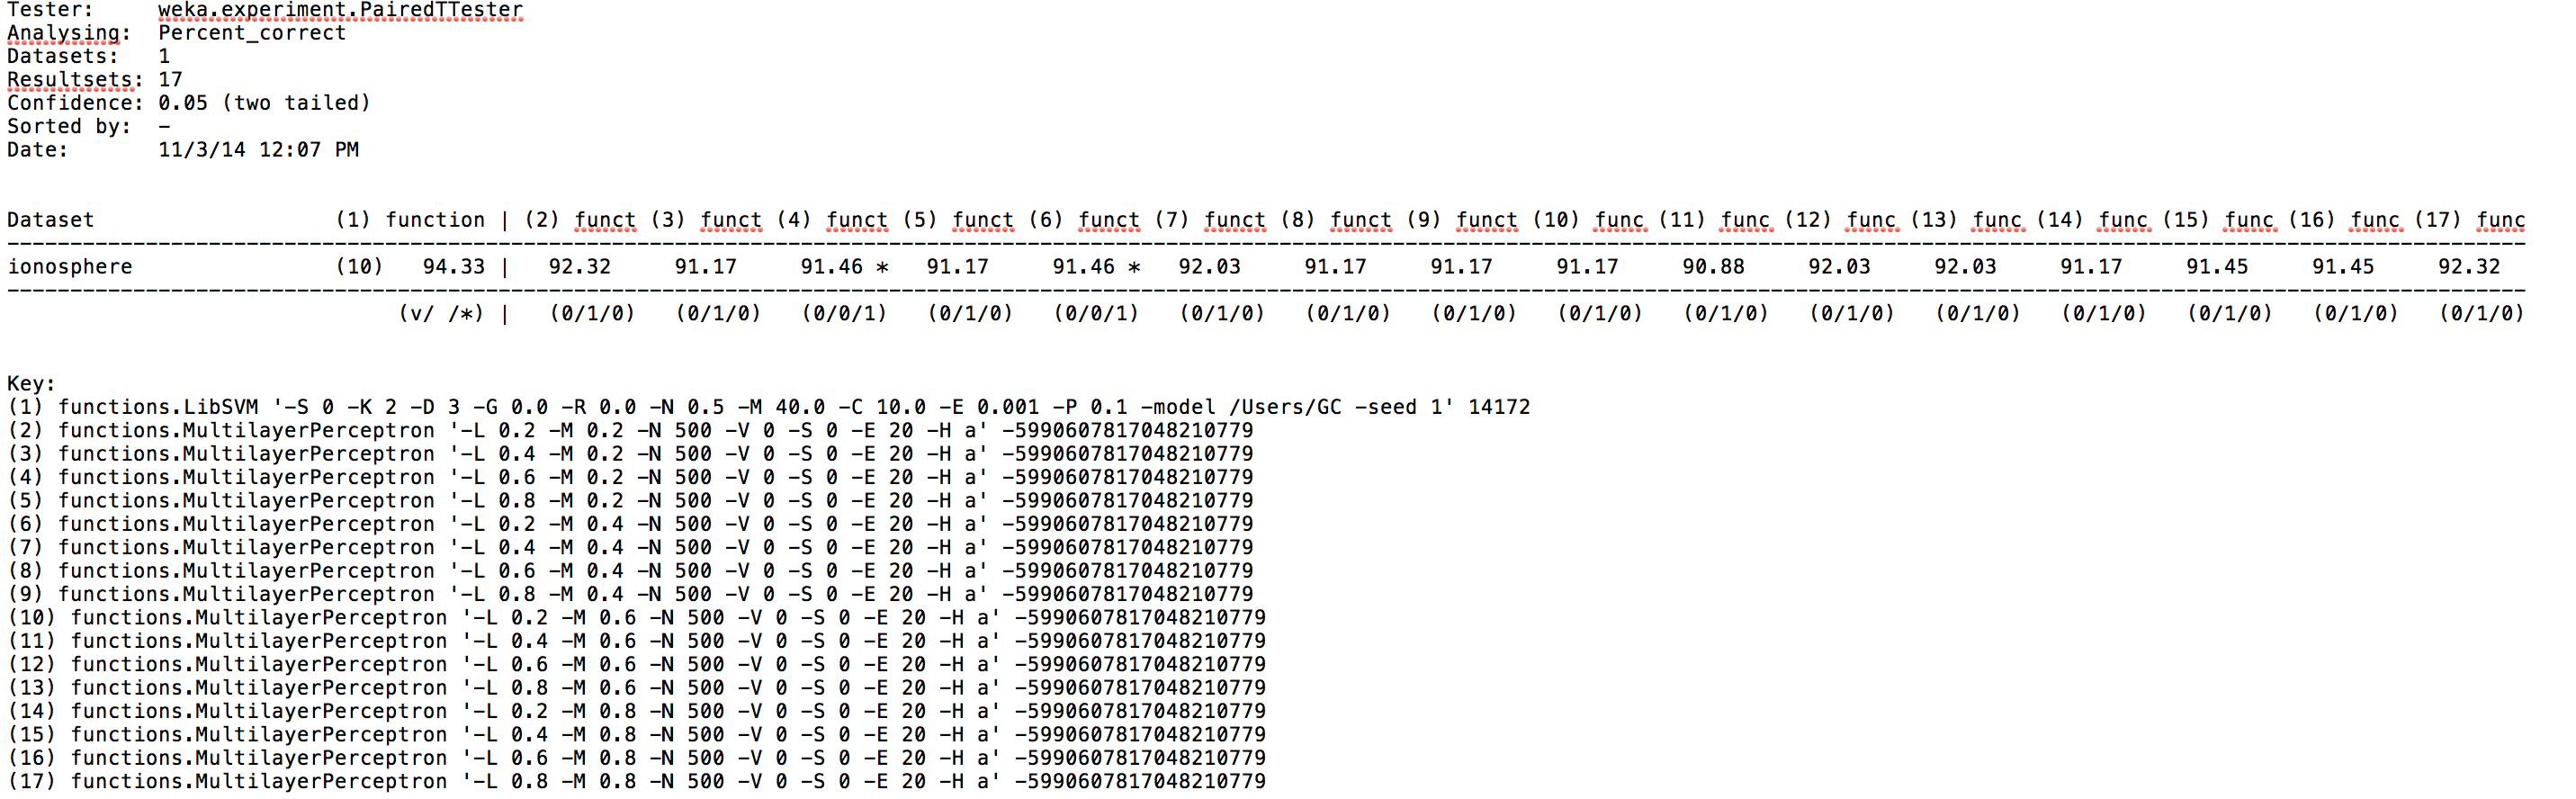 Tester:     weka.experiment.PairedTTester
Analysing:  Percent_correct
Datasets:   1
Resultsets: 17
Confidence: 0.05 (two tailed)
Sorted by:  -
Date:       11/3/14 12:07 PM
Dataset                   (1) function | (2) funct (3) funct (4) funct (5) funct (6) funct (7) funct (8) funct (9) funct (10) func (11) func (12) func (13) func (14) func (15) func (16) func (17) func
--------------------------------------------------------------------------------------------------------------------------------------------------------------------------------------------------------
ionosphere                (10)   94.33 |   92.32     91.17     91.46 *   91.17     91.46 *   92.03     91.17     91.17     91.17     90.88     92.03     92.03     91.17     91.45     91.45     92.32
--------------------------------------------------------------------------------------------------------------------------------------------------------------------------------------------------------
(v/ /*) |   (0/1/0)   (0/1/0)   (0/0/1)   (0/1/0)   (0/0/1)   (0/1/0)   (0/1/0)   (0/1/0)   (0/1/0)   (0/1/0)   (0/1/0)   (0/1/0)   (0/1/0)   (0/1/0)   (0/1/0)   (0/1/0)
Key:
(1) functions.LibSVM '-S 0 -K 2 -D 3 -G 0.0 -R 0.0 -N 0.5 -M 40.0 -C 10.0 -E 0.001 -P 0.1 -model /Users/GC -seed 1' 14172
(2) functions.MultilayerPerceptron '-L 0.2 -M 0.2 -N 500 -V 0 -S 0 -E 20 -H a' -5990607817048210779
(3) functions.MultilayerPerceptron '-L 0.4 -M 0.2 -N 500 -V 0 -S 0 -E 20 -H a' -5990607817048210779
(4) functions.MultilayerPerceptron '-L 0.6 -M 0.2 -N 500 -V 0 -S 0 -E 20 -H a' -5990607817048210779
(5) functions.MultilayerPerceptron '-L 0.8 -M 0.2 -N 500 -V 0 -S 0 -E 20 -H a' -5990607817048210779
(6) functions.MultilayerPerceptron '-L 0.2 -M 0.4 -N 500 -V 0 -S 0 -E 20 -H a' -5990607817048210779
(7) functions.MultilayerPerceptron '-L 0.4 -M 0.4 -N 500 -V 0 -S 0 -E 20 -H a' -5990607817048210779
(8) functions.MultilayerPerceptron '-L 0.6 -M 0.4 -N 500 -V 0 -S 0 -E 20 -H a' -5990607817048210779
(9) functions.MultilayerPerceptron '-L 0.8 -M 0.4 -N 500 -V 0 -S 0 -E 20 -H a' -5990607817048210779
(10) functions.MultilayerPerceptron '-L 0.2 -M 0.6 -N 500 -V 0 -S 0 -E 20 -H a' -5990607817048210779
(11) functions.MultilayerPerceptron '-L 0.4 -M 0.6 -N 500 -V 0 -S 0 -E 20 -H a' -5990607817048210779
(12) functions.MultilayerPerceptron '-L 0.6 -M 0.6 -N 500 -V 0 -S 0 -E 20 -H a' -5990607817048210779
(13) functions.MultilayerPerceptron '-L 0.8 -M 0.6 -N 500 -V 0 -S 0 -E 20 -H a' -5990607817048210779
(14) functions.MultilayerPerceptron '-L 0.2 -M 0.8 -N 500 -V 0 -S 0 -E 20 -H a' -5990607817048210779
(15) functions.MultilayerPerceptron '-L 0.4 -M 0.8 -N 500 -V 0 -S 0 -E 20 -H a' -5990607817048210779
(16) functions.MultilayerPerceptron '-L 0.6 -M 0.8 -N 500 -V 0 -S 0 -E 20 -H a' -5990607817048210779
(17) functions.MultilayerPerceptron '-L 0.8 -M 0.8 -N 500 -V 0 -S 0 -E 20 -H a' -5990607817048210779